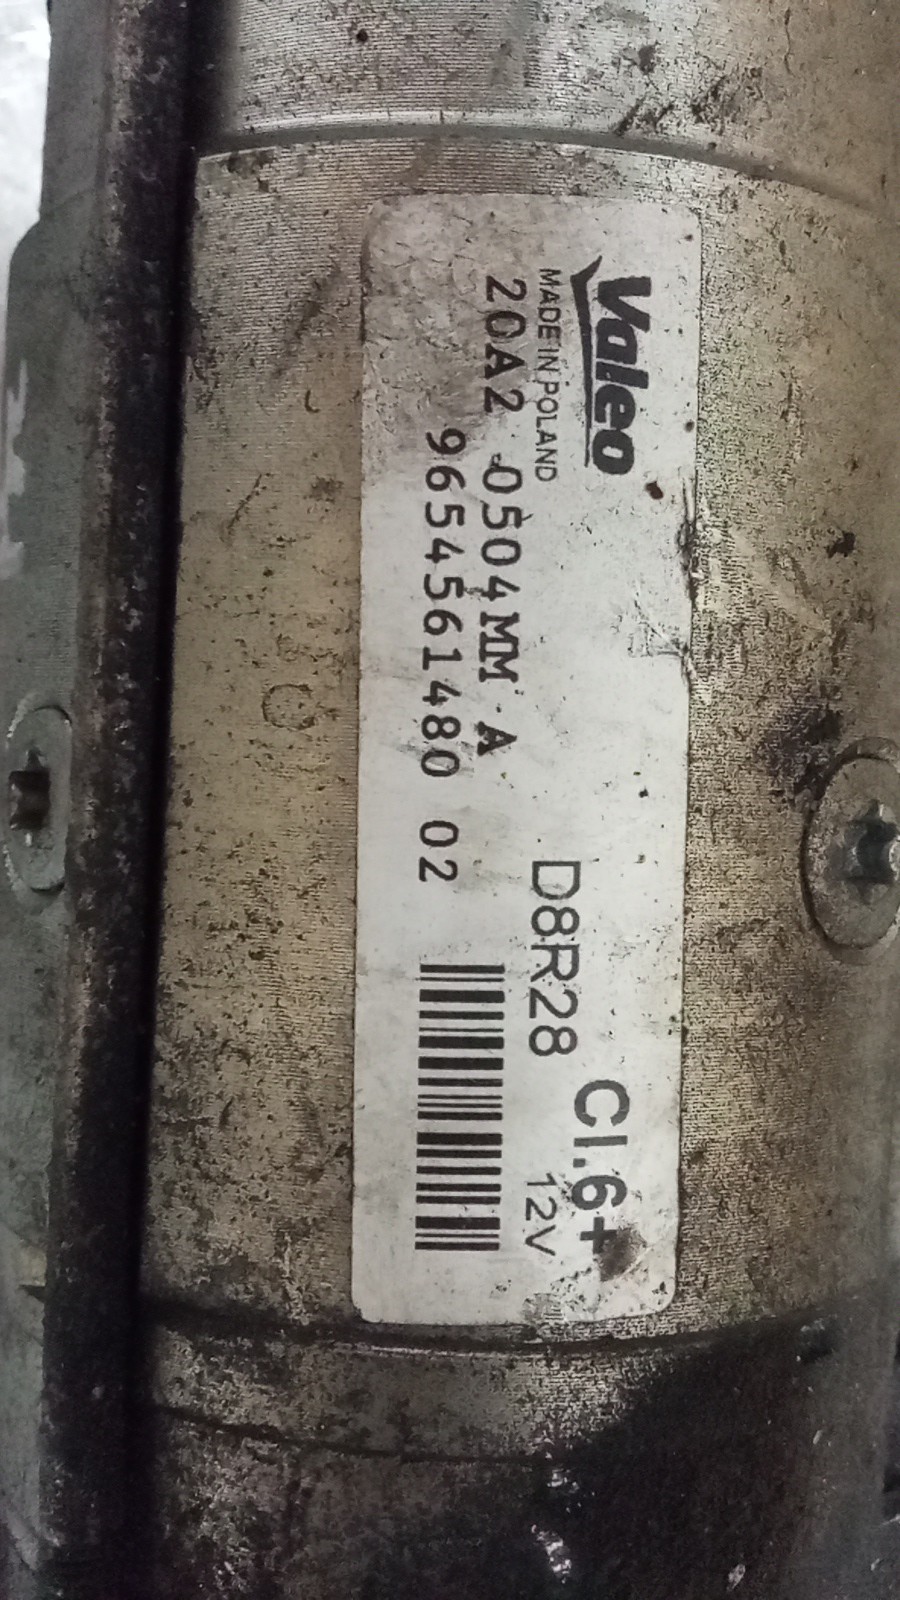 Valeo
MADE IN POLAND
Cl.6+
D8R28 12V
20A2 0504MM A
9654561480 02